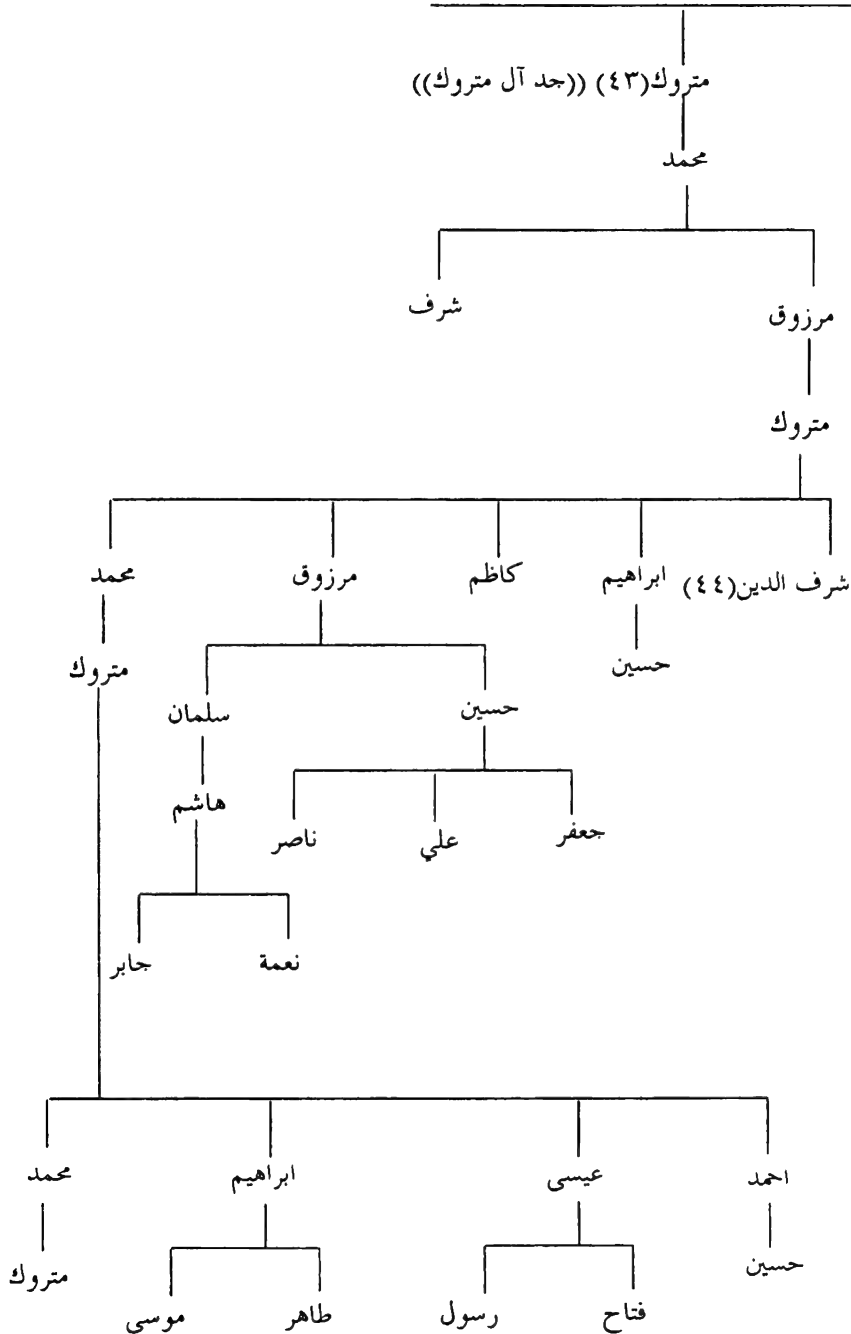 متروك(٤٣) ((جد آل متروك))
محمد
مرزوق شرف
متروك
شرف الدين(٤٤) ابراهيم كاظم مرزوق محمد
حسين متروك
حسين سلمان
هاشم
جعفر علي ناصر
نعمة جابر
احمد عيسى ابراهيم محمد
حسين متروك
فتاح رسول طاهر موسى